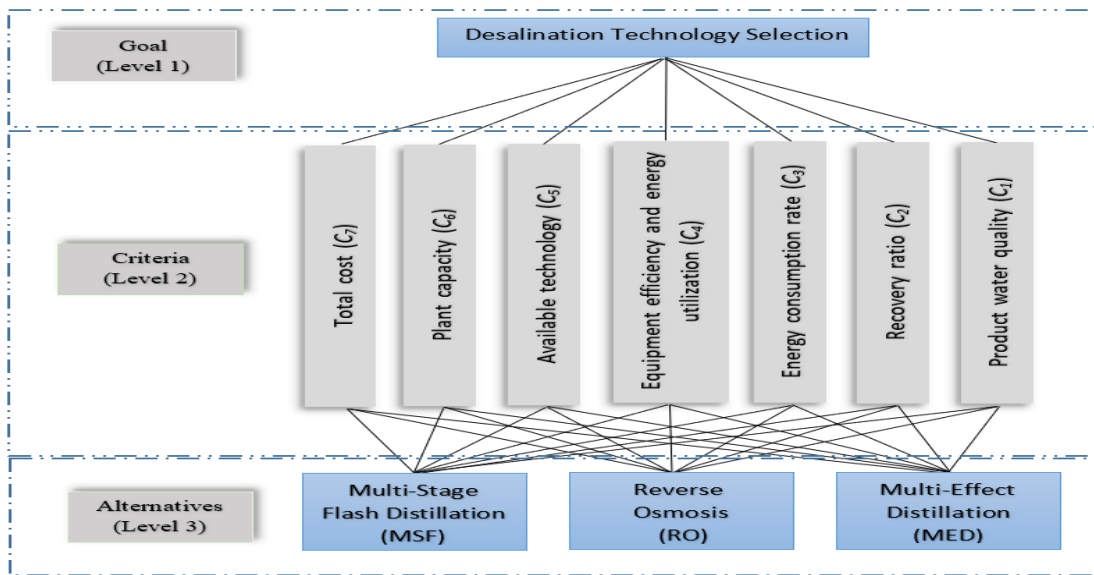 Goal
(Level 1)
Desalination Technology Selection
Criteria
(Level 2)
Total cost (C₇)
Plant capacity (C₆)
Available technology (C₅)
Equipment efficiency and energy
utilization (C₄)
Energy consumption rate (C₃)
Recovery ratio (C₂)
Product water quality (C₁)
Alternatives
(Level 3)
Multi-Stage
Flash Distillation
(MSF)
Reverse
Osmosis
(RO)
Multi-Effect
Distillation
(MED)